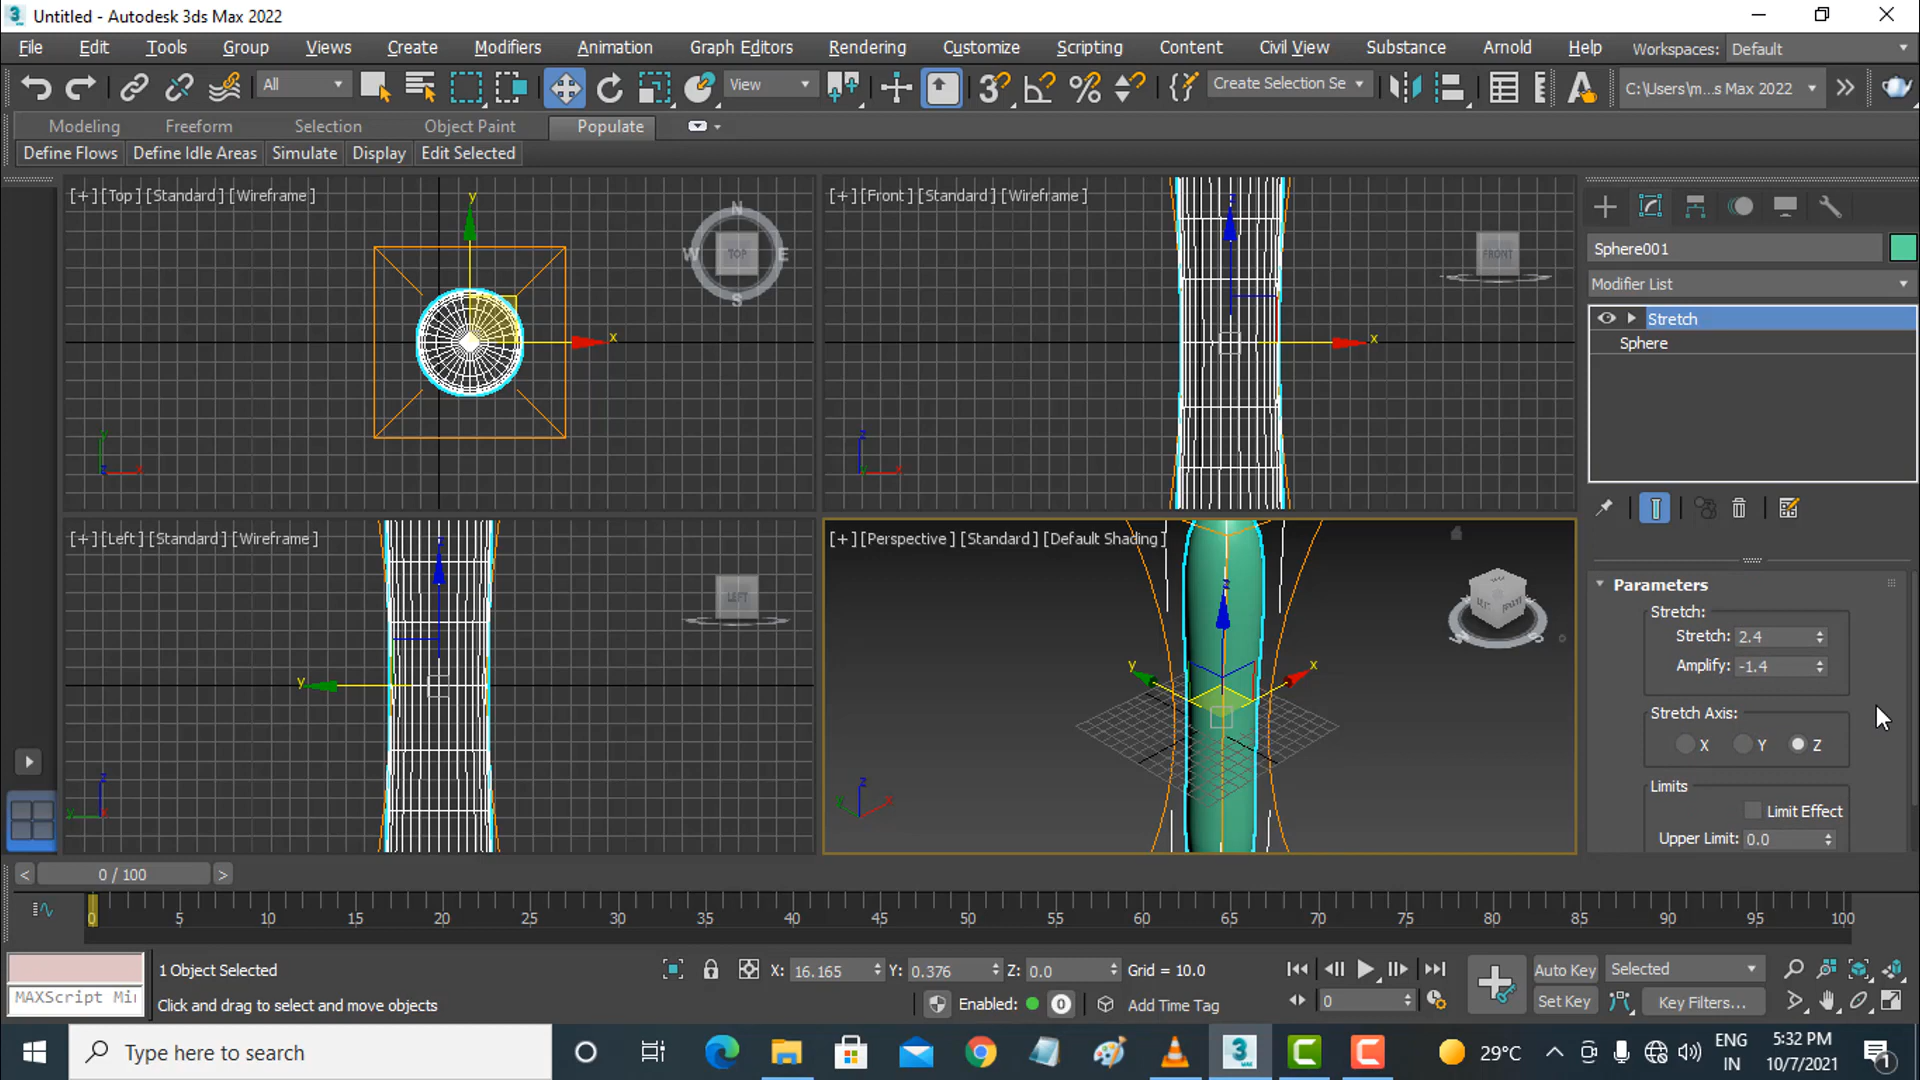 Untitled - Autodesk 3ds Max 2022
File Edit Tools Group Views Create Modifiers Animation Graph Editors Rendering Customize Scripting Content Civil View Substance Arnold Help Workspaces: Default
All View Create Selection Se C:\Users\m...s Max 2022
Modeling Freeform Selection Object Paint Populate
Define Flows Define Idle Areas Simulate Display Edit Selected
[+] [Top] [Standard] [Wireframe]
[+] [Front] [Standard] [Wireframe]
N
W TOP E
S
FRONT
y
x
z
x
y
z x
z
x
Sphere001
Modifier List
Stretch
Sphere
[+] [Left] [Standard] [Wireframe]
[+] [Perspective] [Standard] [Default Shading]
LEFT
z
y
z
y
z
y x
z
y x
Parameters
Stretch:
Stretch: 2.4
Amplify: -1.4
Stretch Axis:
X Y Z
Limits
Limit Effect
Upper Limit: 0.0
< 0 / 100 >
0 5 10 15 20 25 30 35 40 45 50 55 60 65 70 75 80 85 90 95 100
1 Object Selected X: 16.165 Y: 0.376 Z: 0.0 Grid = 10.0 Auto Key Selected
MAXScript Mi Click and drag to select and move objects Enabled: 0 Add Time Tag 0 Set Key Key Filters...
Type here to search 29°C ENG IN 5:32 PM 10/7/2021 1